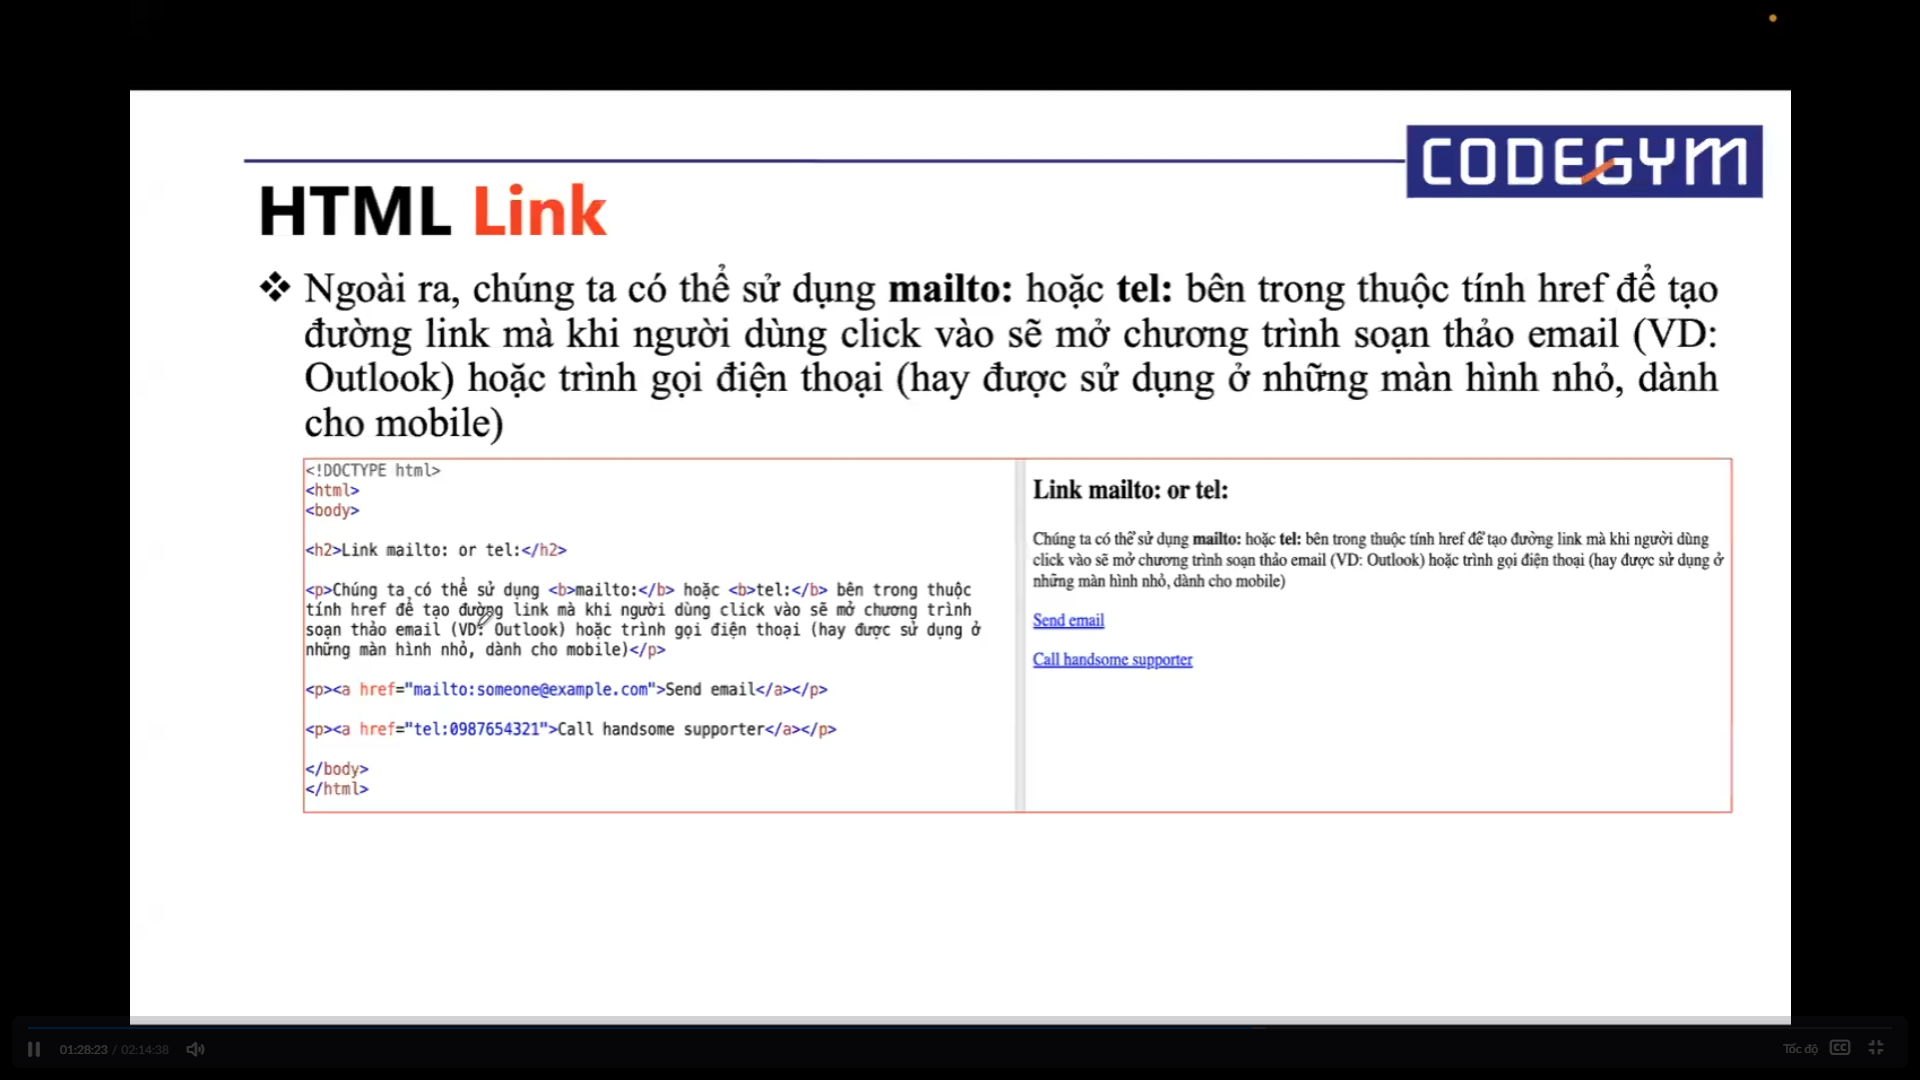 CODEGYM
HTML Link
❖ Ngoài ra, chúng ta có thể sử dụng mailto: hoặc tel: bên trong thuộc tính href để tạo
đường link mà khi người dùng click vào sẽ mở chương trình soạn thảo email (VD:
Outlook) hoặc trình gọi điện thoại (hay được sử dụng ở những màn hình nhỏ, dành
cho mobile)
<!DOCTYPE html>
<html>
<body>
<h2>Link mailto: or tel:</h2>
<p>Chúng ta có thể sử dụng <b>mailto:</b> hoặc <b>tel:</b> bên trong thuộc
tính href để tạo đường link mà khi người dùng click vào sẽ mở chương trình
soạn thảo email (VD: Outlook) hoặc trình gọi điện thoại (hay được sử dụng ở
những màn hình nhỏ, dành cho mobile)</p>
<p><a href="mailto:someone@example.com">Send email</a></p>
<p><a href="tel:0987654321">Call handsome supporter</a></p>
</body>
</html>
Link mailto: or tel:
Chúng ta có thể sử dụng mailto: hoặc tel: bên trong thuộc tính href để tạo đường link mà khi người dùng
click vào sẽ mở chương trình soạn thảo email (VD: Outlook) hoặc trình gọi điện thoại (hay được sử dụng ở
những màn hình nhỏ, dành cho mobile)
Send email
Call handsome supporter
01:28:23 / 02:14:38
Tốc độ
CC